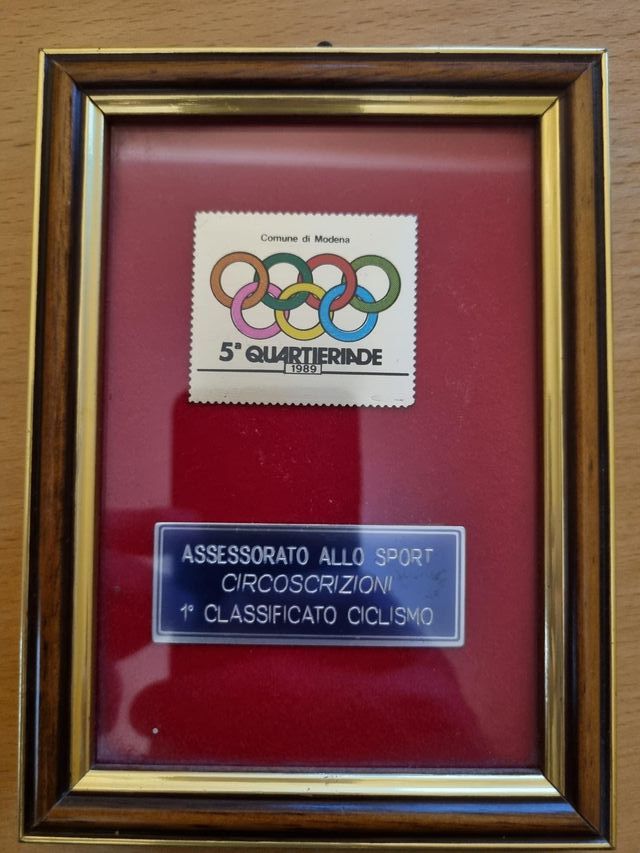 Comune di Modena
5ª QUARTIERIADE
1989
ASSESSORATO ALLO SPORT
CIRCOSCRIZIONI
1° CLASSIFICATO CICLISMO